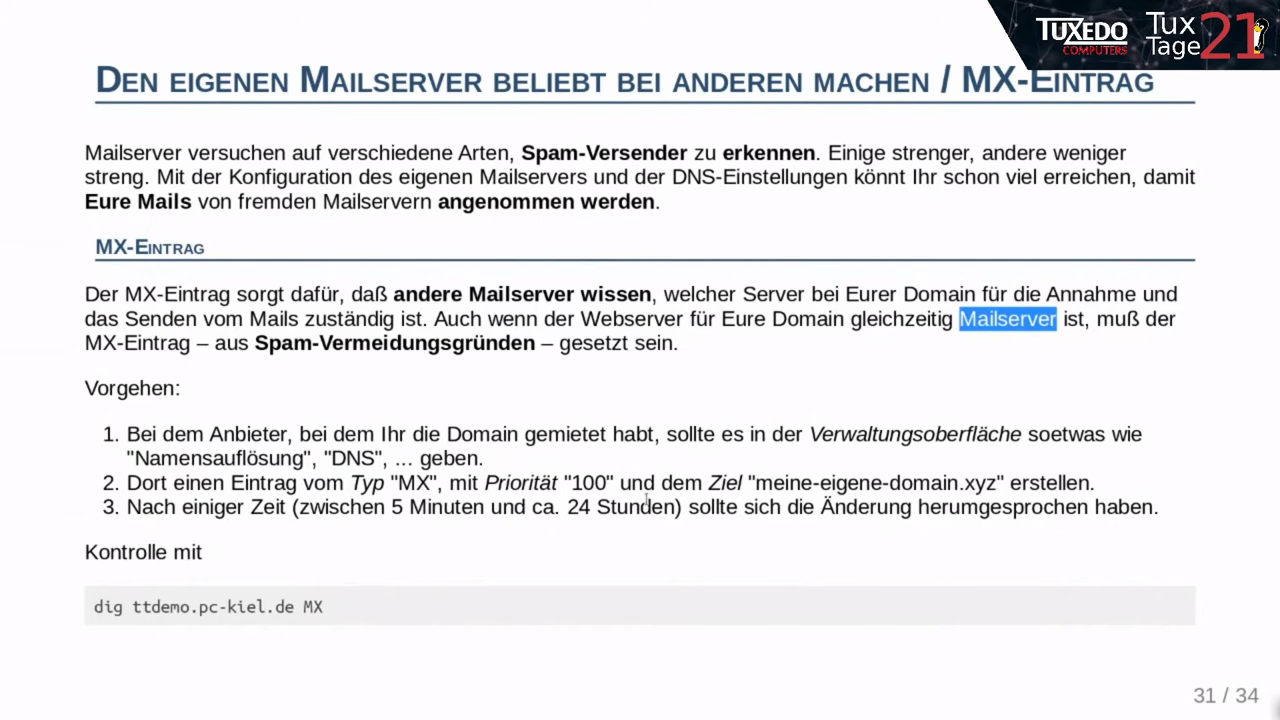 TUXEDO
COMPUTERS
Tux
Tage
21
Den eigenen Mailserver beliebt bei anderen machen / MX-Eintrag
Mailserver versuchen auf verschiedene Arten, Spam-Versender zu erkennen. Einige strenger, andere weniger
streng. Mit der Konfiguration des eigenen Mailservers und der DNS-Einstellungen könnt Ihr schon viel erreichen, damit
Eure Mails von fremden Mailservern angenommen werden.
MX-Eintrag
Der MX-Eintrag sorgt dafür, daß andere Mailserver wissen, welcher Server bei Eurer Domain für die Annahme und
das Senden vom Mails zuständig ist. Auch wenn der Webserver für Eure Domain gleichzeitig Mailserver ist, muß der
MX-Eintrag – aus Spam-Vermeidungsgründen – gesetzt sein.
Vorgehen:
1. Bei dem Anbieter, bei dem Ihr die Domain gemietet habt, sollte es in der Verwaltungsoberfläche soetwas wie
"Namensauflösung", "DNS", ... geben.
2. Dort einen Eintrag vom Typ "MX", mit Priorität "100" und dem Ziel "meine-eigene-domain.xyz" erstellen.
3. Nach einiger Zeit (zwischen 5 Minuten und ca. 24 Stunden) sollte sich die Änderung herumgesprochen haben.
Kontrolle mit
dig ttdemo.pc-kiel.de MX
31 / 34